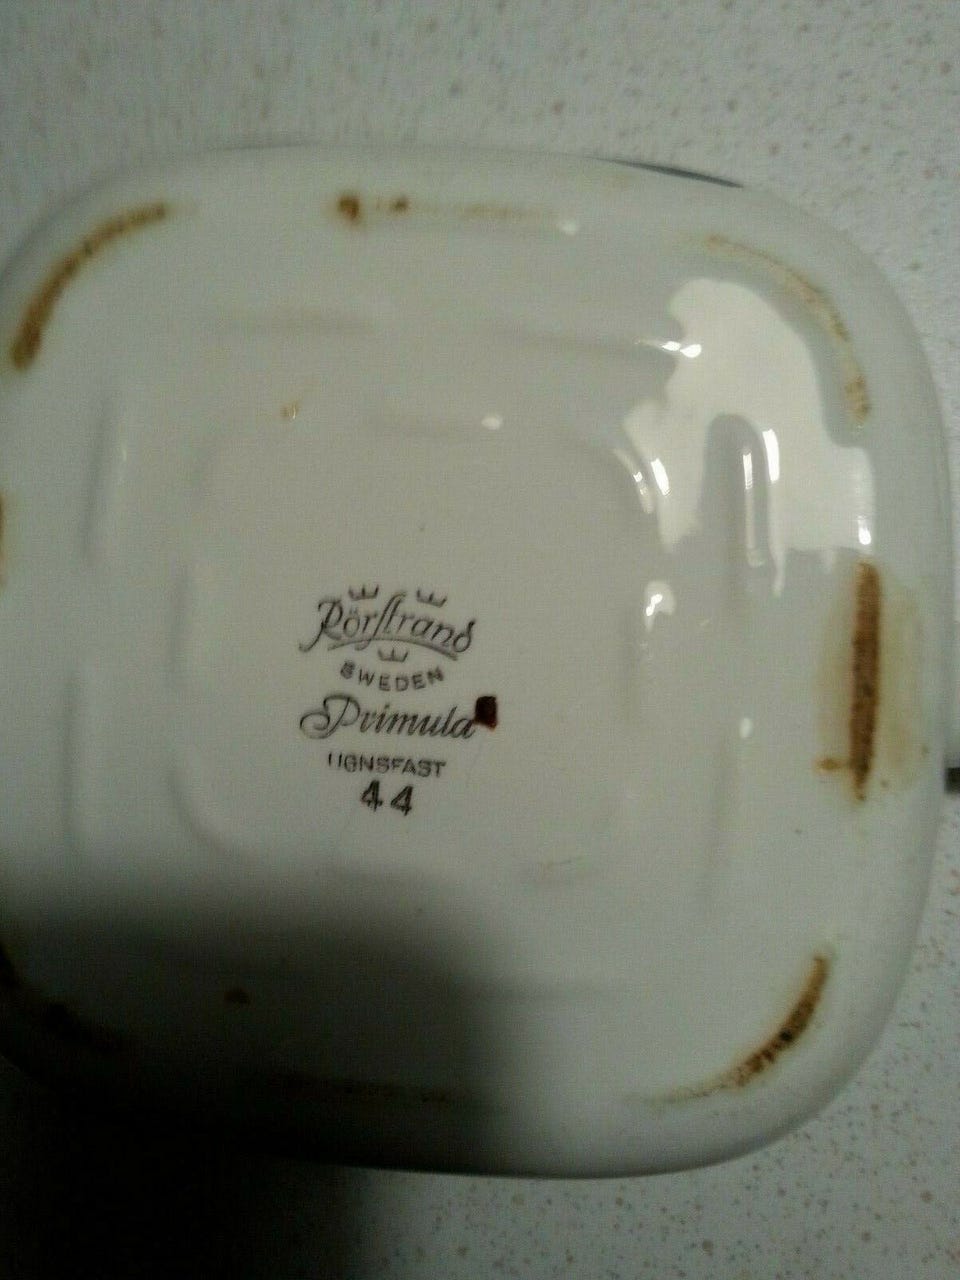 Rörstrand
SWEDEN
Primula
UGNSFAST
44